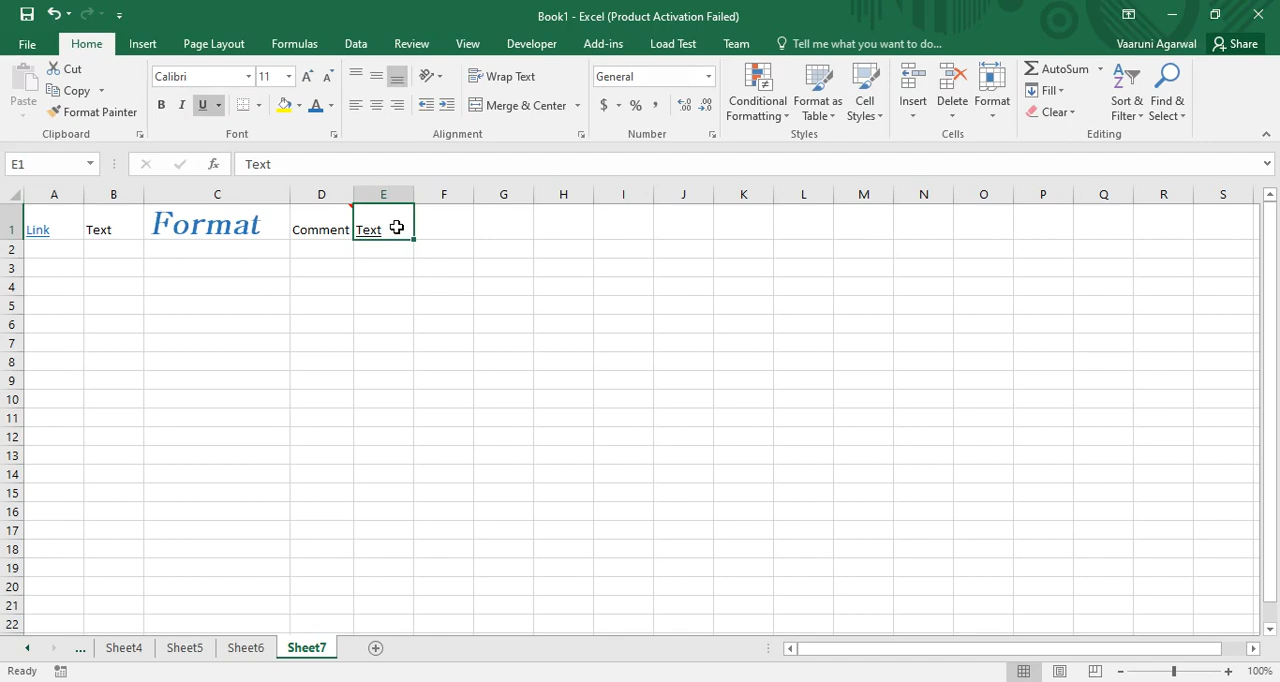 Book1 - Excel (Product Activation Failed)
File Home Insert Page Layout Formulas Data Review View Developer Add-ins Load Test Team Tell me what you want to do... Vaaruni Agarwal Share
Paste
Cut
Copy
Format Painter
Clipboard
Calibri 11
B I U A
Font
Wrap Text
Merge & Center
Alignment
General
$ % ,
Number
Conditional Formatting
Format as Table
Cell Styles
Styles
Insert
Delete
Format
Cells
AutoSum
Fill
Clear
Sort & Filter
Find & Select
Editing
E1 fx Text
A B C D E F G H I J K L M N O P Q R S
1 Link Text Format Comment Text
2
3
4
5
6
7
8
9
10
11
12
13
14
15
16
17
18
19
20
21
22
... Sheet4 Sheet5 Sheet6 Sheet7
Ready 100%